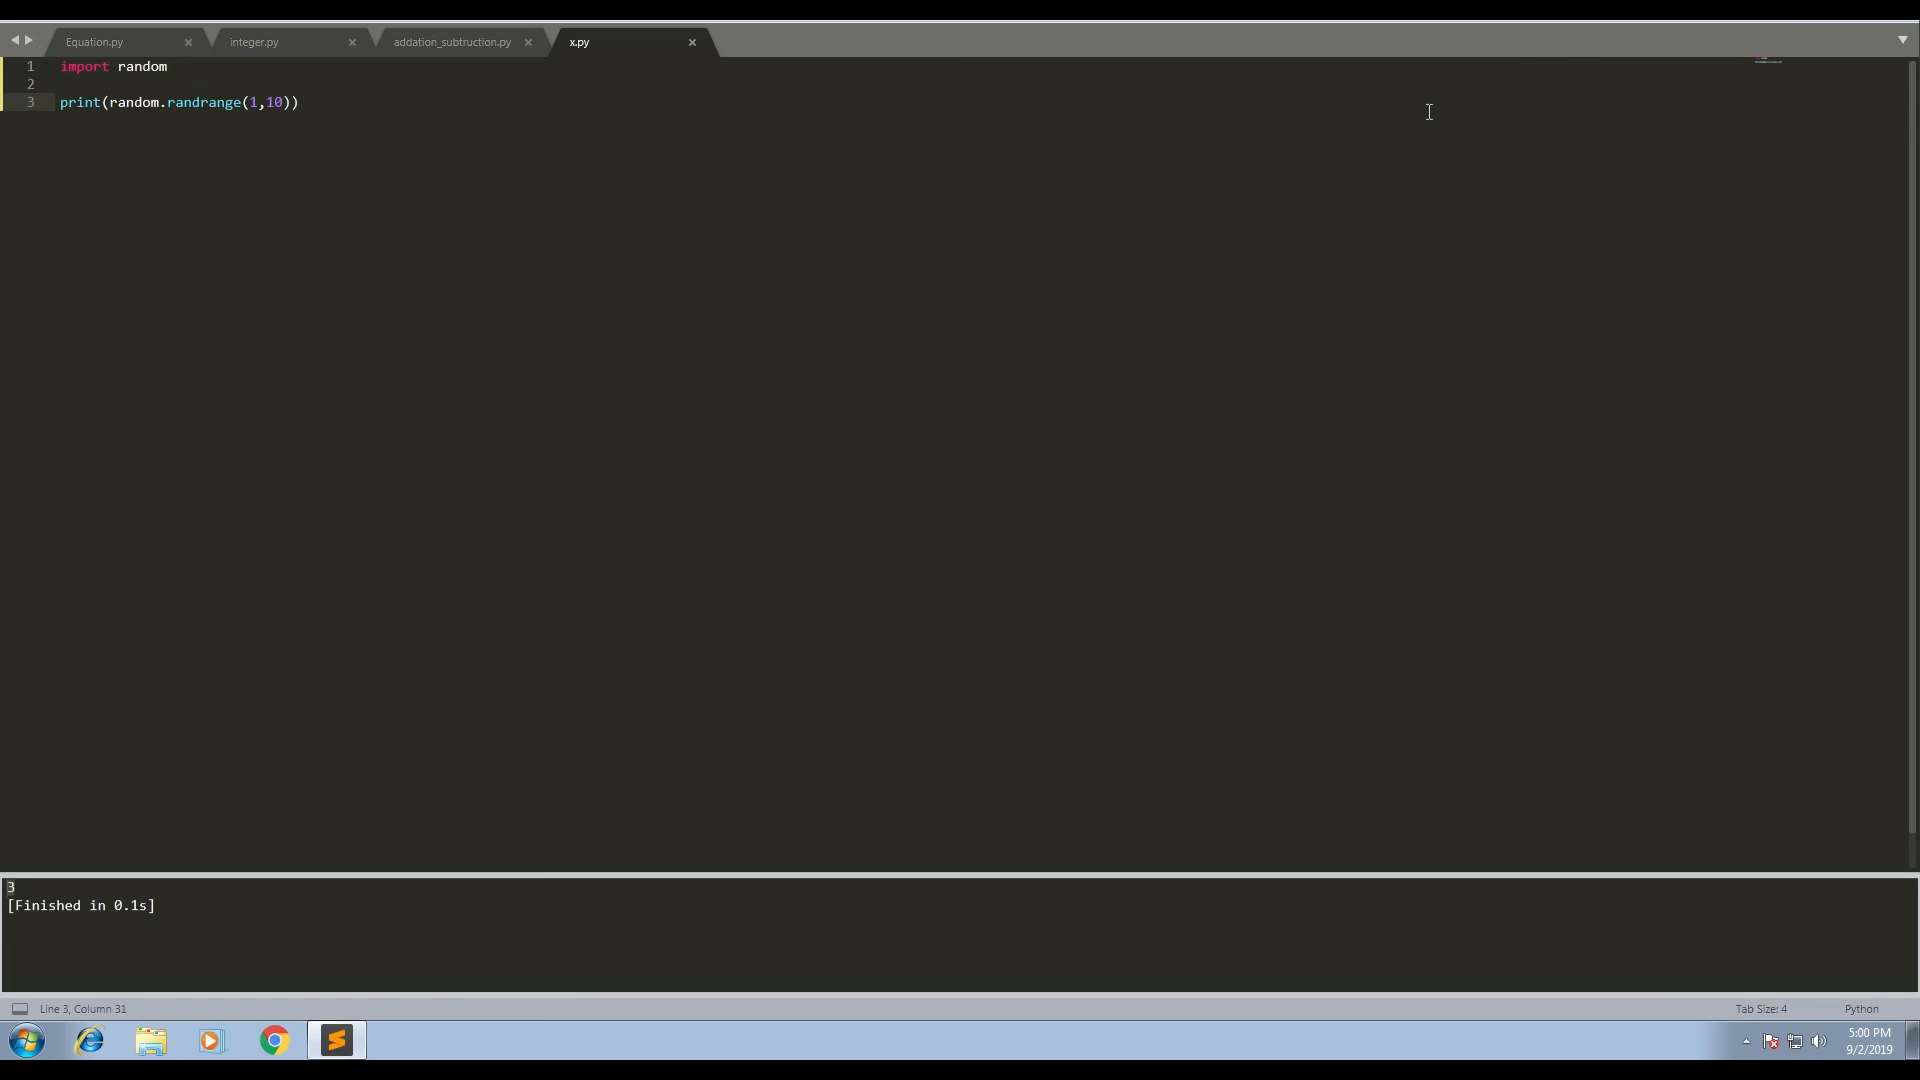 Equation.py
integer.py
addation_subtruction.py
x.py
1 import random
2
3 print(random.randrange(1,10))
3
[Finished in 0.1s]
Line 3, Column 31
Tab Size: 4
Python
5:00 PM
9/2/2019